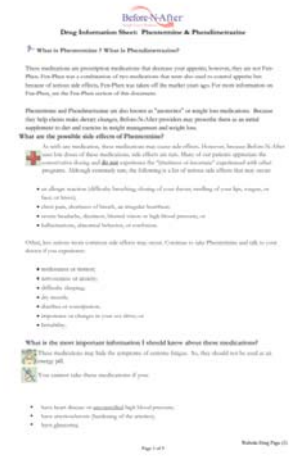 Before-N-After
Drug Information Sheet: Phentermine & Phendimetrazine
What is Phentermine ? What is Phendimetrazine?
These medications are prescription medications that decrease your appetite; however, they are not Fen-
Phen. Fen-Phen was a combination of two medications that were also used to control appetite but
because of serious side effects, Fen-Phen was taken off the market years ago. For more information on
Fen-Phen, see the Fen-Phen section of this document.
Phentermine and Phendimetrazine are also known as "anorectics" or weight loss medications. Because
they help clients make dietary changes, Before-N-After providers may prescribe them as an initial
supplement to diet and exercise in weight management and weight loss.
What are the possible side effects of Phentermine?
As with any medication, these medications may cause side effects. However, because Before-N-After
uses low doses of these medications, side effects are rare. Many of our patients appreciate the
conservative dosing and do not experience the "jitteriness or insomnia" experienced with other
programs. Although extremely rare, the following is a list of serious side effects that may occur
• an allergic reaction (difficulty breathing; closing of your throat; swelling of your lips, tongue, or
face; or hives);
• chest pain, shortness of breath, an irregular heartbeat;
• severe headache, dizziness, blurred vision or high blood pressure; or
• hallucinations, abnormal behavior, or confusion.
Other, less serious more common side effects may occur. Continue to take Phentermine and talk to your
doctor if you experience:
• restlessness or tremor;
• nervousness or anxiety;
• difficulty sleeping;
• dry mouth;
• diarrhea or constipation;
• impotence or changes in your sex drive; or
• Irritability.
What is the most important information I should know about these medications?
These medications may hide the symptoms of extreme fatigue. So, they should not be used as an
energy pill.
You cannot take these medications if you:
• have heart disease or uncontrolled high blood pressure;
• have arteriosclerosis (hardening of the arteries);
• have glaucoma;
Page 1 of 5